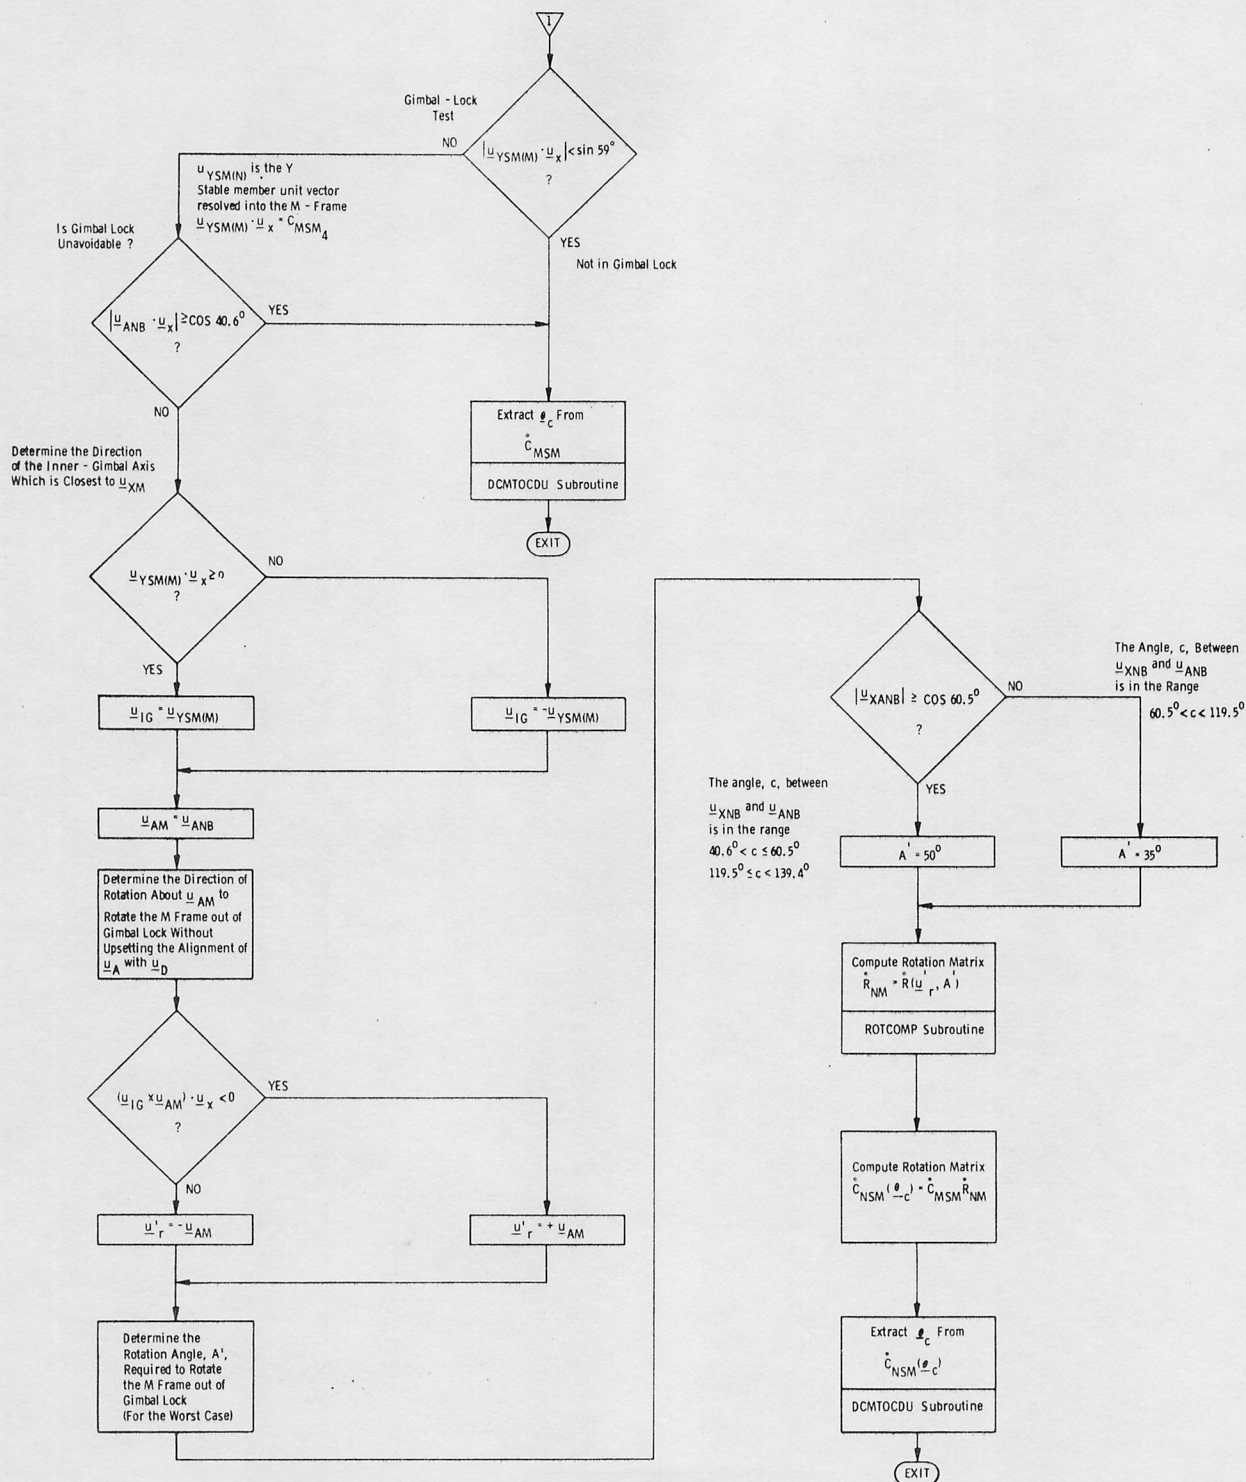 1
Gimbal - Lock
Test
|u YSM(M) · u x| < sin 59°
?
NO
YES
Not in Gimbal Lock
u YSM(N) is the Y
Stable member unit vector
resolved into the M - Frame
u YSM(M) · u x = C MSM 4
Is Gimbal Lock
Unavoidable ?
|u ANB · u x| ≥ COS 40.6°
?
YES
NO
Extract θ c From
C MSM
DCMTOCDU Subroutine
EXIT
Determine the Direction
of the Inner - Gimbal Axis
Which is Closest to u XM
u YSM(M) · u x ≥ 0
?
NO
YES
u IG = u YSM(M)
u IG = -u YSM(M)
u AM = u ANB
Determine the Direction of
Rotation About u AM to
Rotate the M Frame out of
Gimbal Lock Without
Upsetting the Alignment of
u A with u D
(u IG x u AM) · u x < 0
?
YES
NO
u' r = - u AM
u' r = + u AM
Determine the
Rotation Angle, A',
Required to Rotate
the M Frame out of
Gimbal Lock
(For the Worst Case)
|u XANB| ≥ COS 60.5°
?
NO
YES
The Angle, c, Between
u XNB and u ANB
is in the Range
60.5° < c < 119.5°
The angle, c, between
u XNB and u ANB
is in the range
40.6° < c ≤ 60.5°
119.5° ≤ c < 139.4°
A' = 50°
A' = 35°
Compute Rotation Matrix
R NM = R (u' r, A')
ROTCOMP Subroutine
Compute Rotation Matrix
C NSM (θ c) = C MSM R NM
Extract θ c From
C NSM (θ c)
DCMTOCDU Subroutine
EXIT